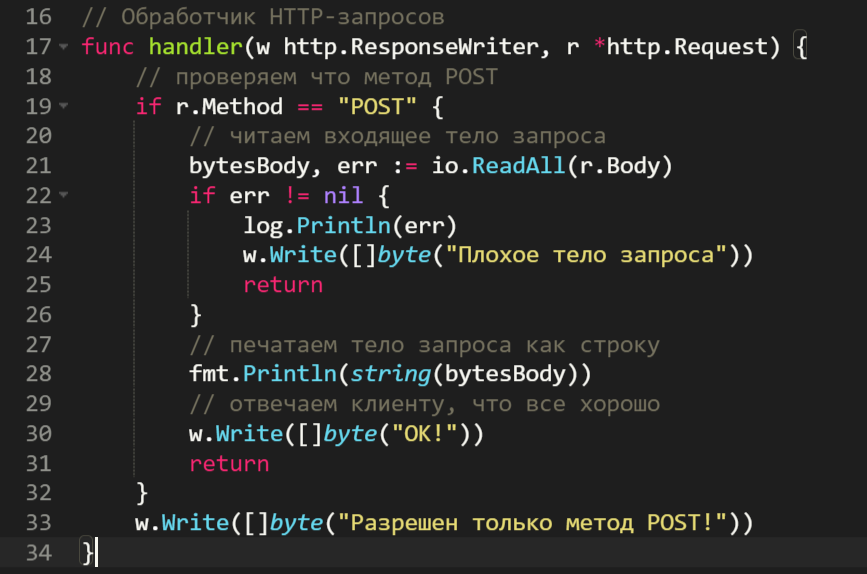 16 // Обработчик HTTP-запросов
17 func handler(w http.ResponseWriter, r *http.Request) {
18     // проверяем что метод POST
19     if r.Method == "POST" {
20         // читаем входящее тело запроса
21         bytesBody, err := io.ReadAll(r.Body)
22         if err != nil {
23             log.Println(err)
24             w.Write([]byte("Плохое тело запроса"))
25             return
26         }
27         // печатаем тело запроса как строку
28         fmt.Println(string(bytesBody))
29         // отвечаем клиенту, что все хорошо
30         w.Write([]byte("OK!"))
31         return
32     }
33     w.Write([]byte("Разрешен только метод POST!"))
34 }